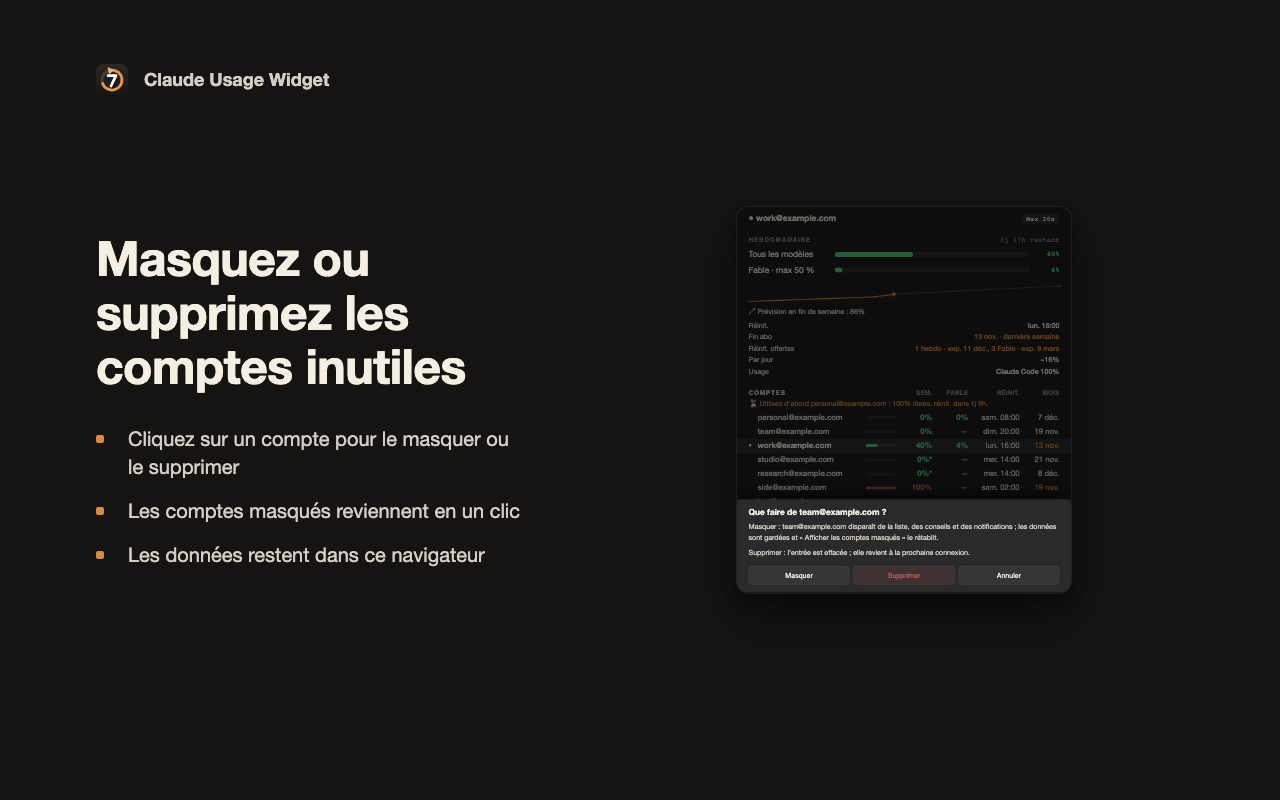 7 Claude Usage Widget
Masquez ou
supprimez les
comptes inutiles
Cliquez sur un compte pour le masquer ou
le supprimer
Les comptes masqués reviennent en un clic
Les données restent dans ce navigateur
work@example.com Max 20x
HEBDOMADAIRE 3j 17h restant
Tous les modèles 40%
Fable · max 50 % 4%
Prévision en fin de semaine : 86%
Réinit. lun. 16:00
Fin abo 13 nov. · dernière semaine
Réinit. offertes 1 hebdo · exp. 11 déc., 3 Fable · exp. 9 mars
Par jour ~16%
Usage Claude Code 100%
COMPTES SEM. FABLE RÉINIT. MOIS
⌛ Utilisez d'abord personal@example.com : 100% libres, réinit. dans 1j 9h.
personal@example.com 0% 0% sam. 08:00 7 déc.
team@example.com 0% — dim. 20:00 19 nov.
work@example.com 40% 4% lun. 16:00 13 nov.
studio@example.com 0%* — mer. 14:00 21 nov.
research@example.com 0%* — mer. 14:00 8 déc.
side@example.com 100% — sam. 02:00 19 nov.
Que faire de team@example.com ?
Masquer : team@example.com disparaît de la liste, des conseils et des notifications ; les données
sont gardées et « Afficher les comptes masqués » le rétablit.
Supprimer : l'entrée est effacée ; elle revient à la prochaine connexion.
Masquer Supprimer Annuler